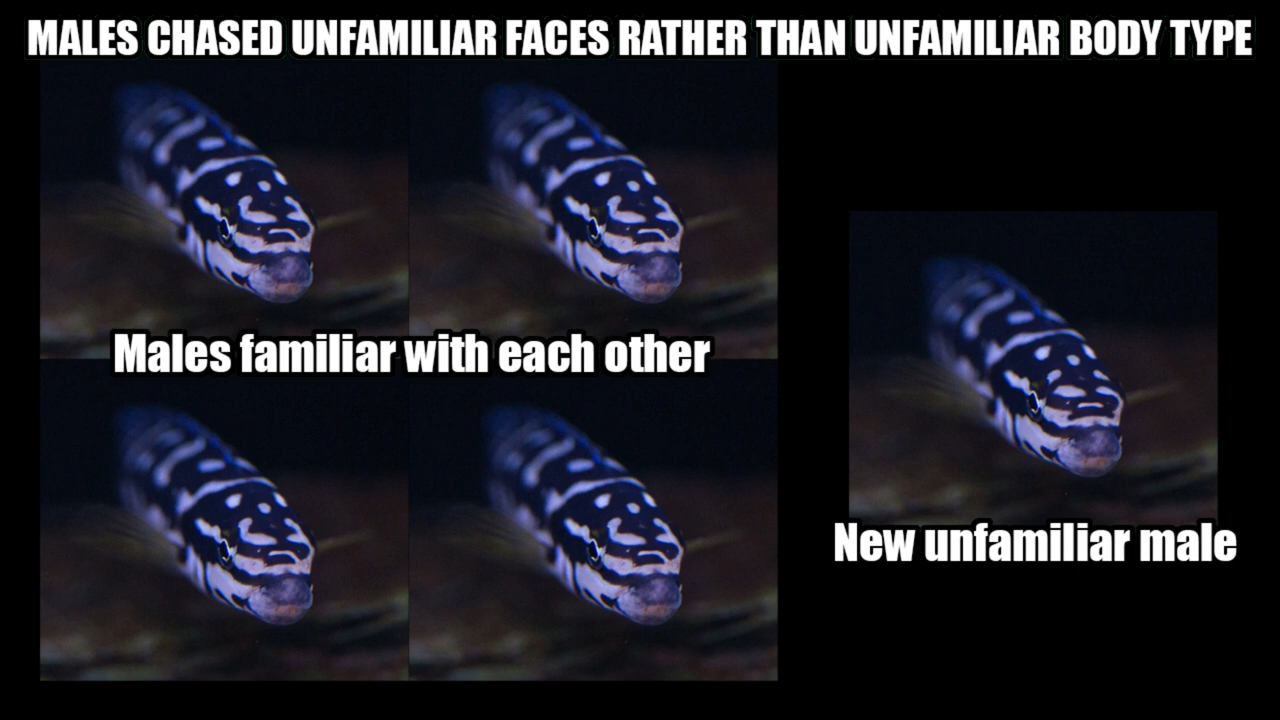 MALES CHASED UNFAMILIAR FACES RATHER THAN UNFAMILIAR BODY TYPE
Males familiar with each other
New unfamiliar male